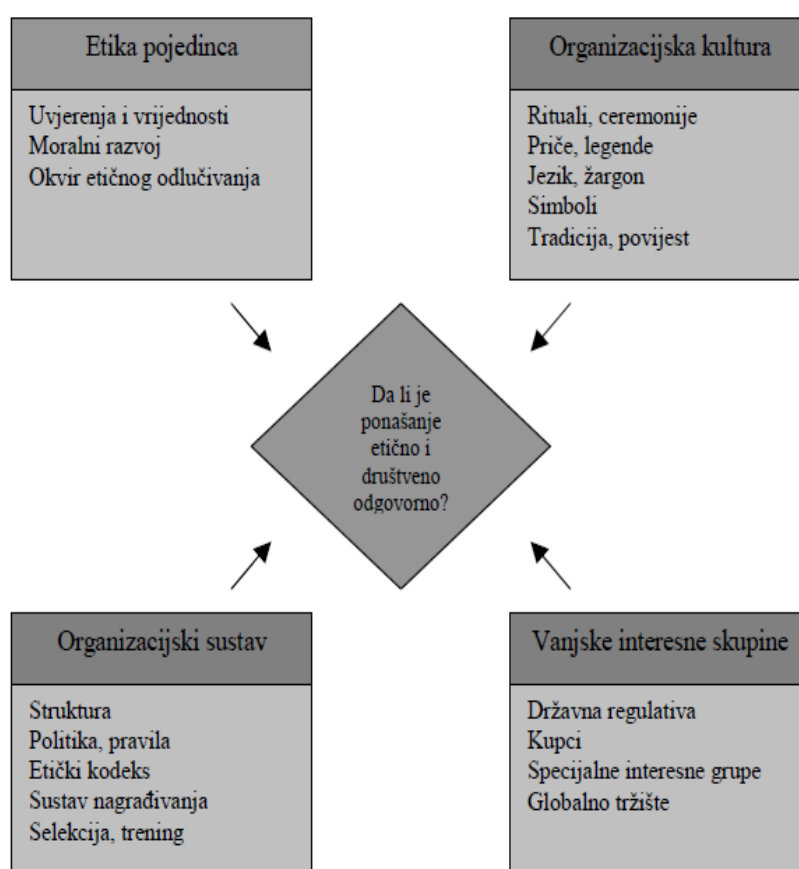 Etika pojedinca
Uvjerenja i vrijednosti
Moralni razvoj
Okvir etičnog odlučivanja
Organizacijska kultura
Rituali, ceremonije
Priče, legende
Jezik, žargon
Simboli
Tradicija, povijest
Da li je
ponašanje
etično i
društveno
odgovorno?
Organizacijski sustav
Struktura
Politika, pravila
Etički kodeks
Sustav nagrađivanja
Selekcija, trening
Vanjske interesne skupine
Državna regulativa
Kupci
Specijalne interesne grupe
Globalno tržište